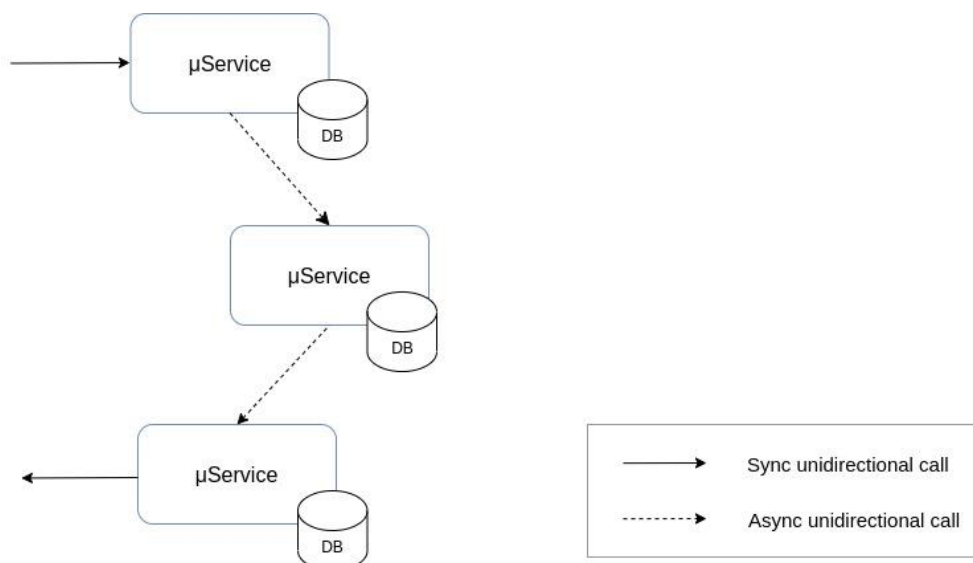 µService
DB
µService
DB
µService
DB
Sync unidirectional call
Async unidirectional call